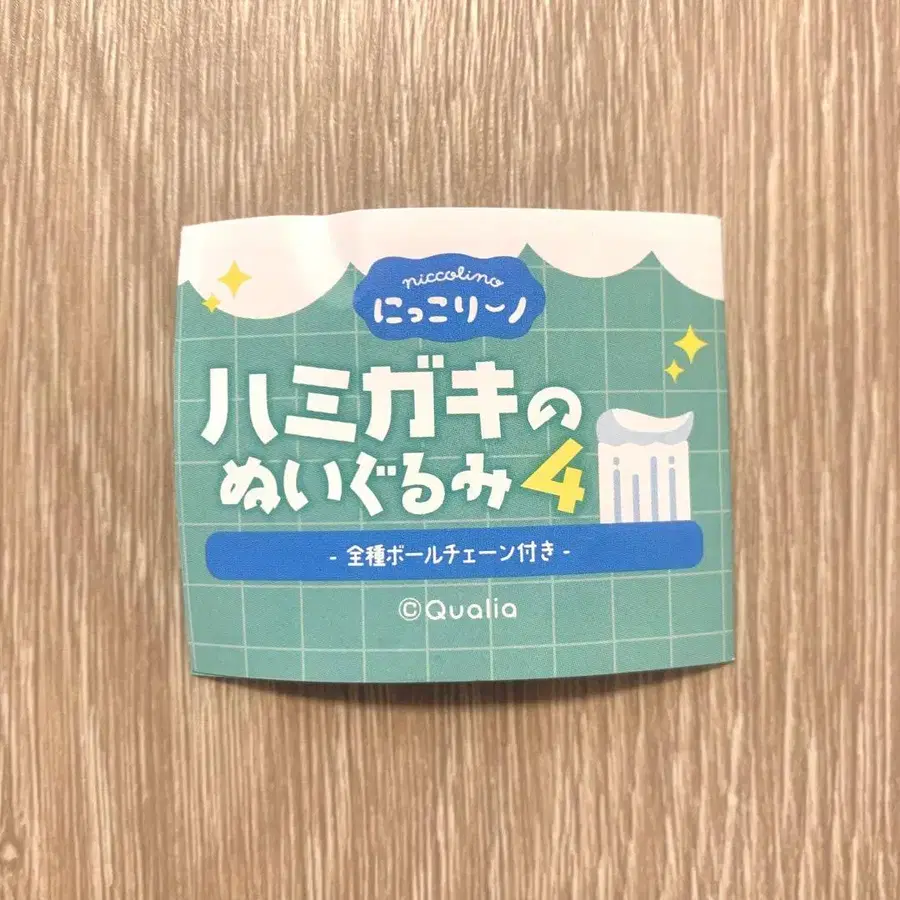 niccolino
にっこりーノ
ハミガキの
ぬいぐるみ4
- 全種ボールチェーン付き -
©Qualia